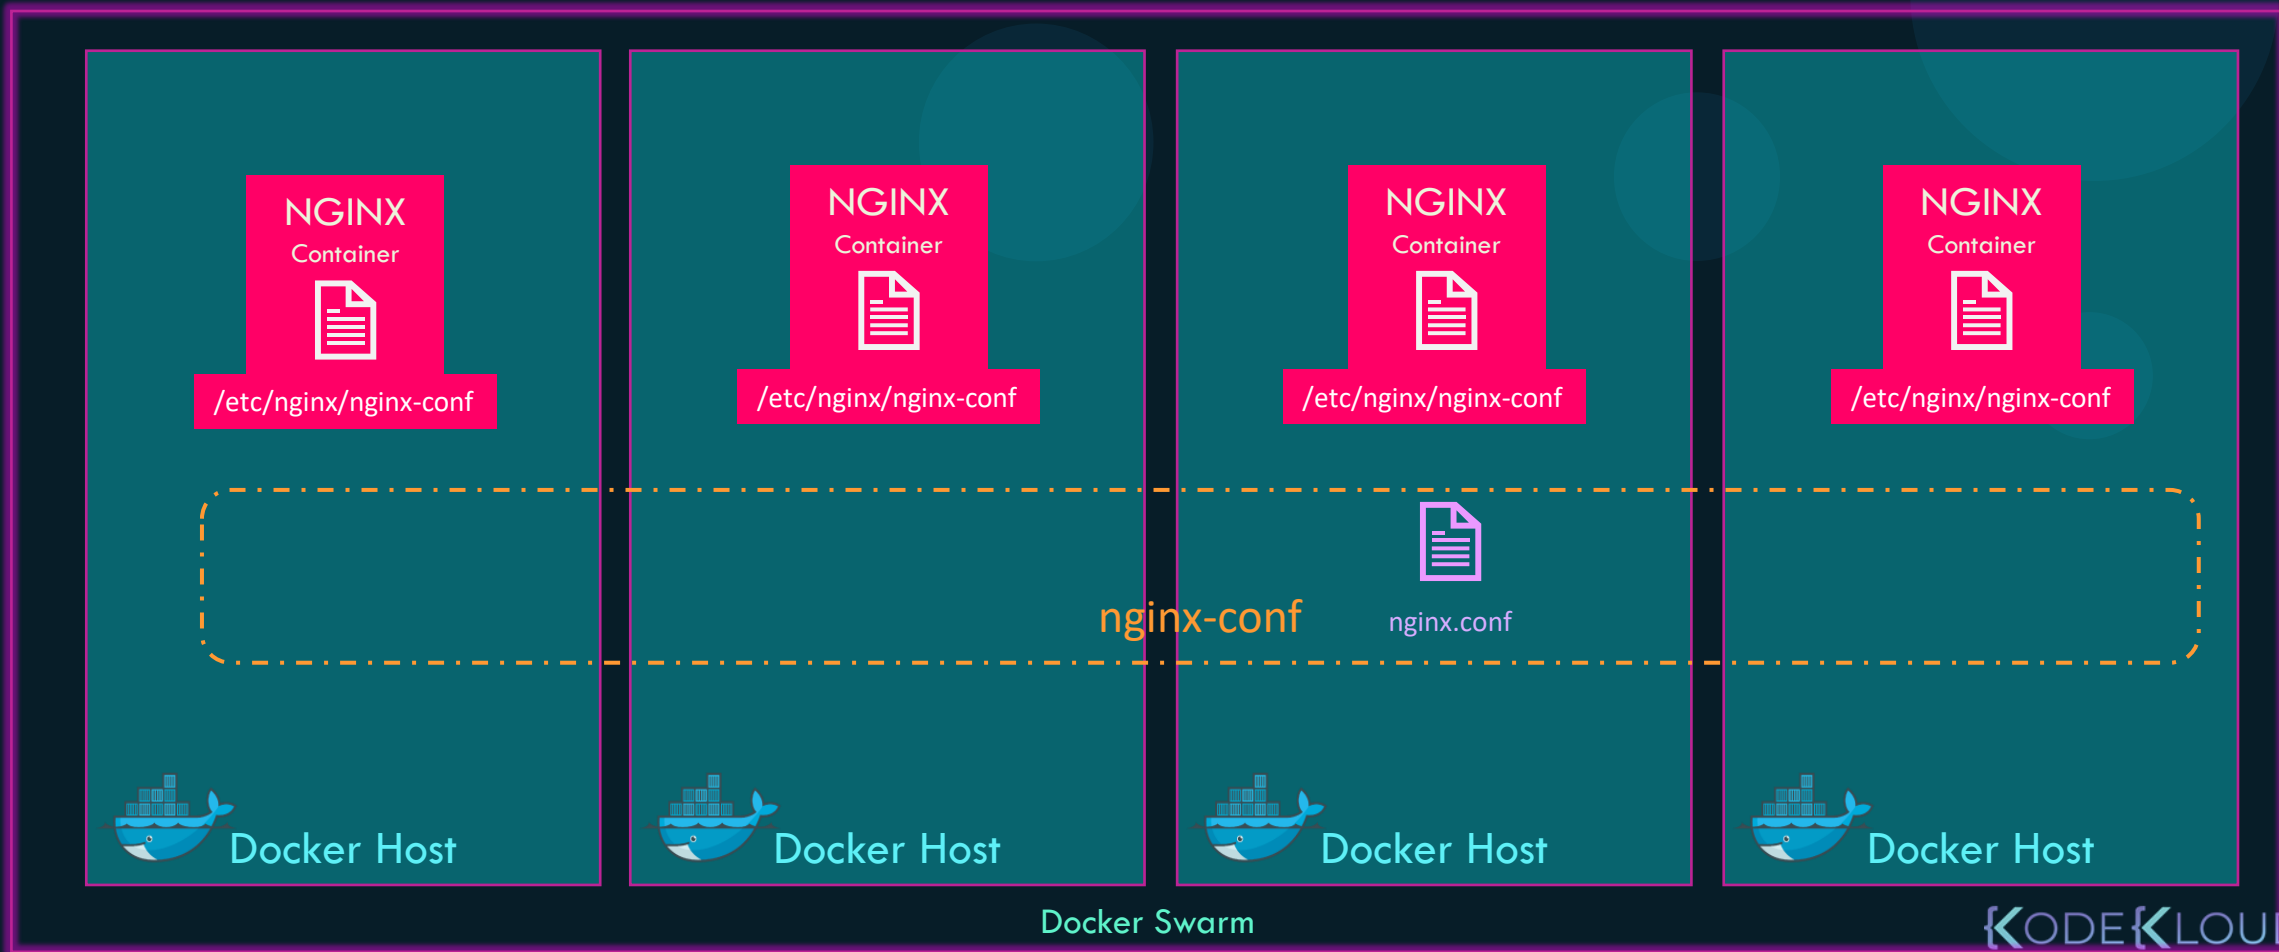 NGINX
Container
/etc/nginx/nginx-conf
NGINX
Container
/etc/nginx/nginx-conf
NGINX
Container
/etc/nginx/nginx-conf
NGINX
Container
/etc/nginx/nginx-conf
nginx-conf
nginx.conf
Docker Host
Docker Host
Docker Host
Docker Host
Docker Swarm
{KODE{KLOU